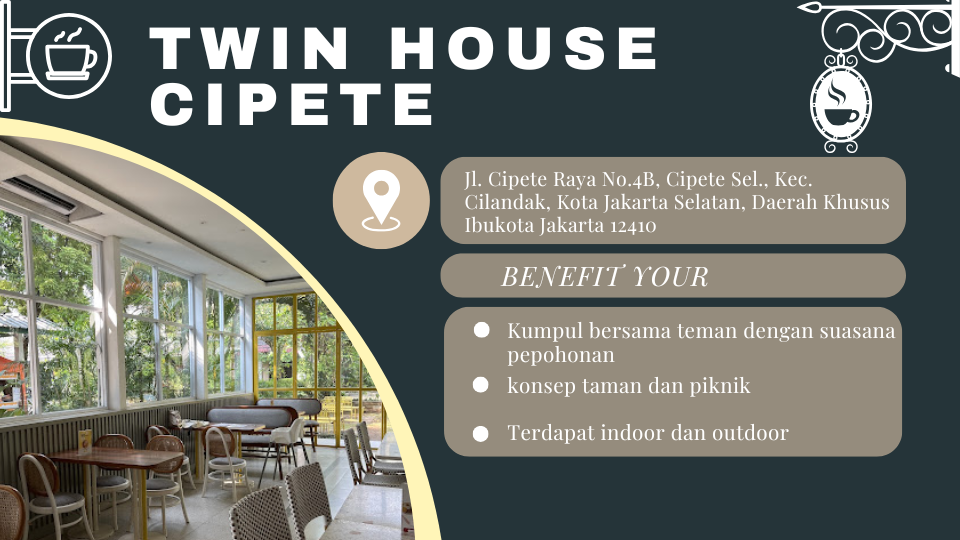 TWIN HOUSE
CIPETE
Jl. Cipete Raya No.4B, Cipete Sel., Kec.
Cilandak, Kota Jakarta Selatan, Daerah Khusus
Ibukota Jakarta 12410
BENEFIT YOUR
Kumpul bersama teman dengan suasana
pepohonan
konsep taman dan piknik
Terdapat indoor dan outdoor